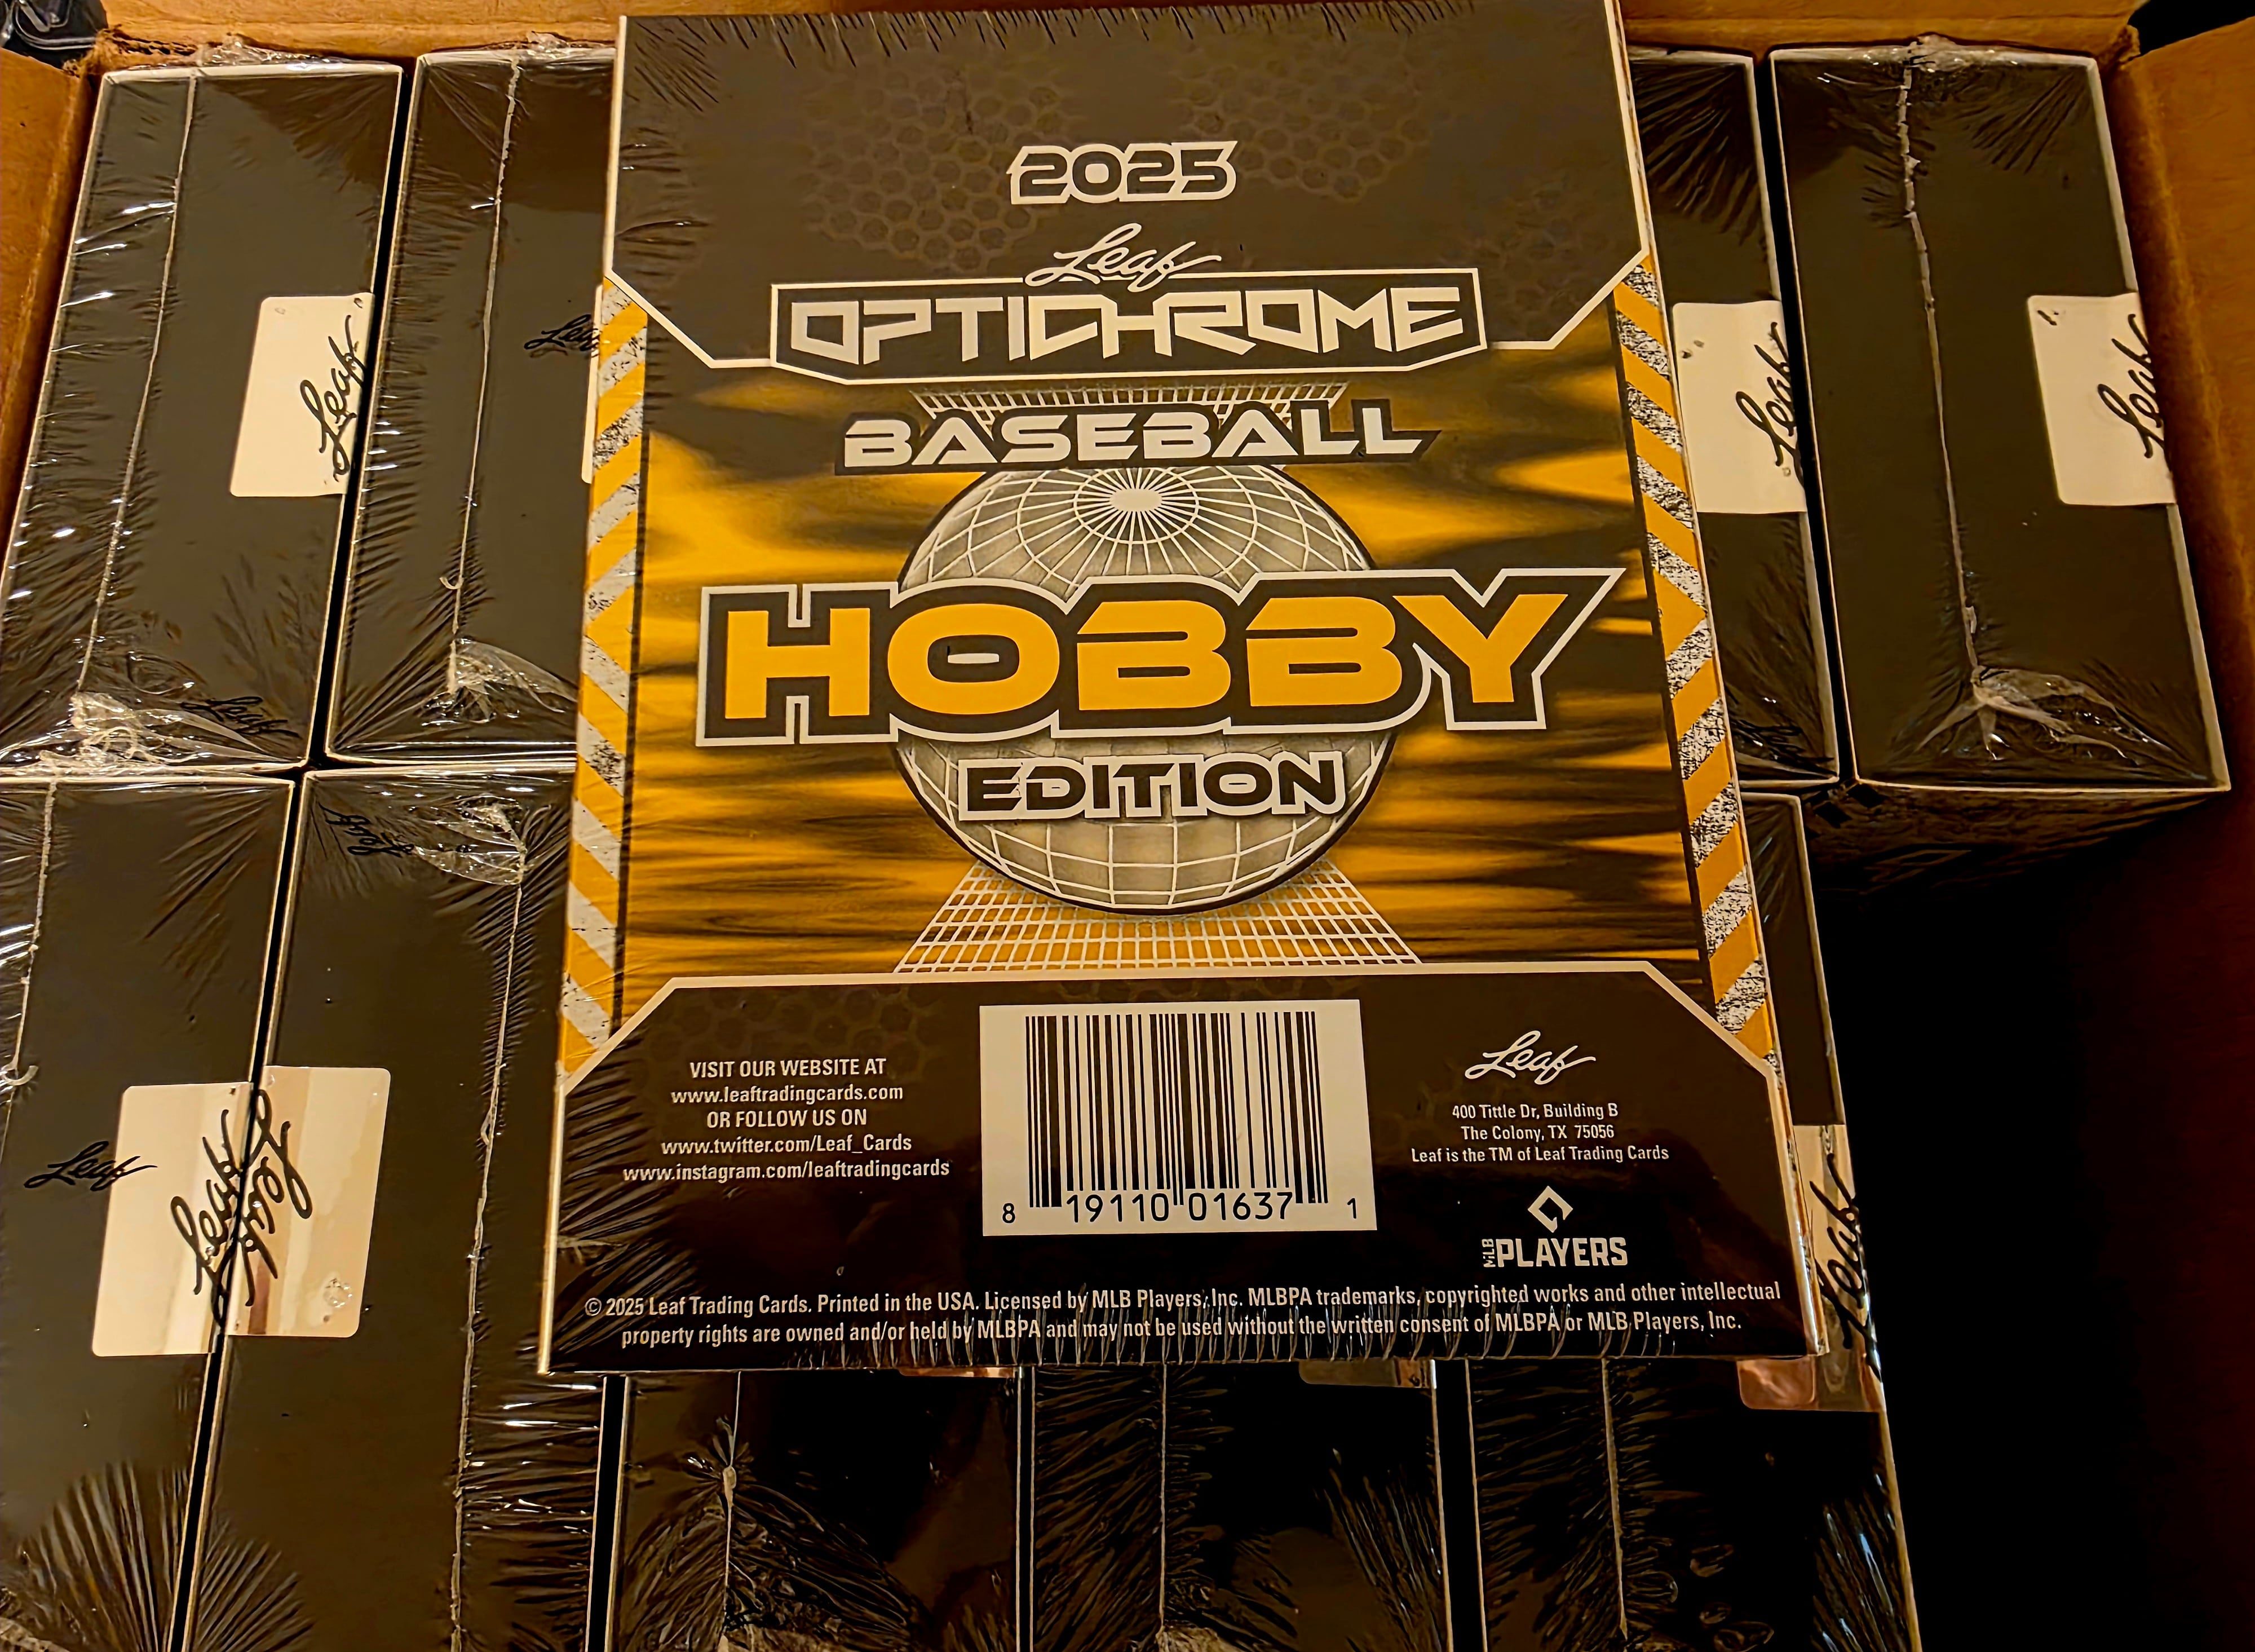 2025
Leaf
OPTICHROME
BASEBALL
HOBBY
EDITION
VISIT OUR WEBSITE AT
www.leaftradingcards.com
OR FOLLOW US ON
www.twitter.com/Leaf_Cards
www.instagram.com/leaftradingcards
8 19110 01637 1
Leaf
400 Tittle Dr, Building B
The Colony, TX 75056
Leaf is the TM of Leaf Trading Cards
MLB PLAYERS
© 2025 Leaf Trading Cards. Printed in the USA. Licensed by MLB Players, Inc. MLBPA trademarks, copyrighted works and other intellectual
property rights are owned and/or held by MLBPA and may not be used without the written consent of MLBPA or MLB Players, Inc.
Leaf
Leaf
Leaf
Leaf
Leaf
Leaf
Leaf
Leaf
Leaf